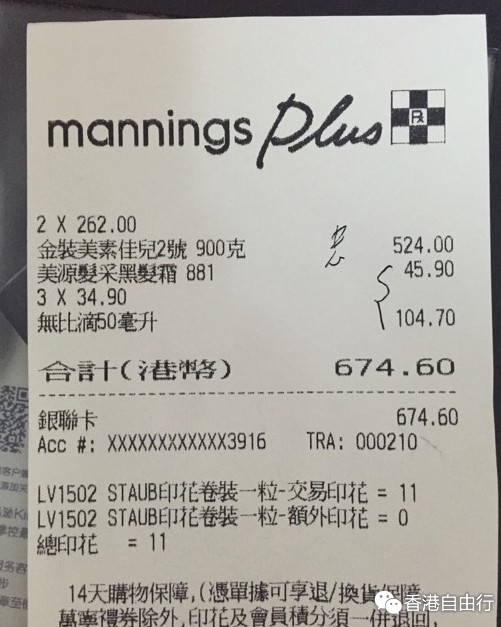 mannings Plus
2 X 262.00
金裝美素佳兒2號 900克 524.00
美源髮采黑髮霜 881 45.90
3 X 34.90
無比滴50毫升 104.70
合計(港幣) 674.60
銀聯卡 674.60
Acc #: XXXXXXXXXXXX3916 TRA: 000210
LV1502 STAUB印花卷裝一粒-交易印花 = 11
LV1502 STAUB印花卷裝一粒-額外印花 = 0
總印花 = 11
14天購物保障,(憑單據可享退/換貨保障
萬寧禮券除外,印花及會員積分須一併退回,
香港自由行